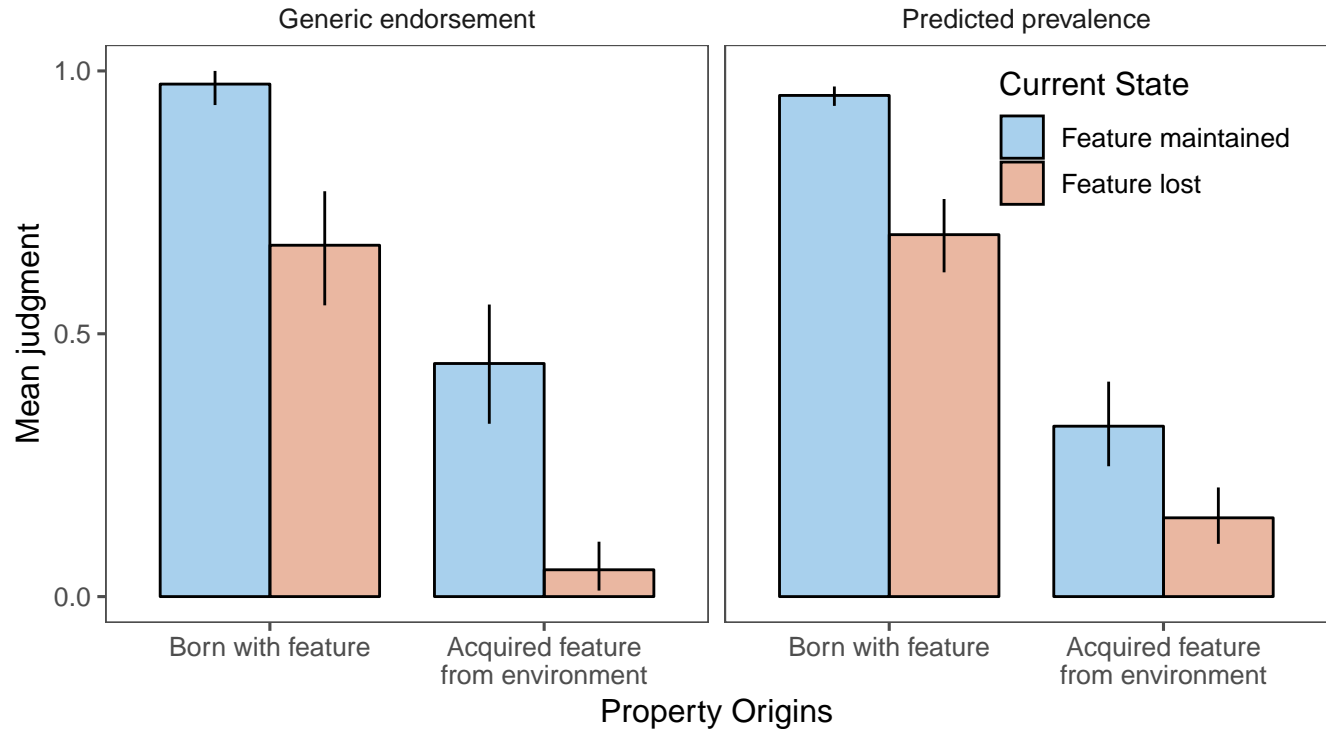 Generic endorsement
Predicted prevalence
1.0
0.5
0.0
Mean judgment
Current State
Feature maintained
Feature lost
Born with feature
Acquired feature
from environment
Born with feature
Acquired feature
from environment
Property Origins